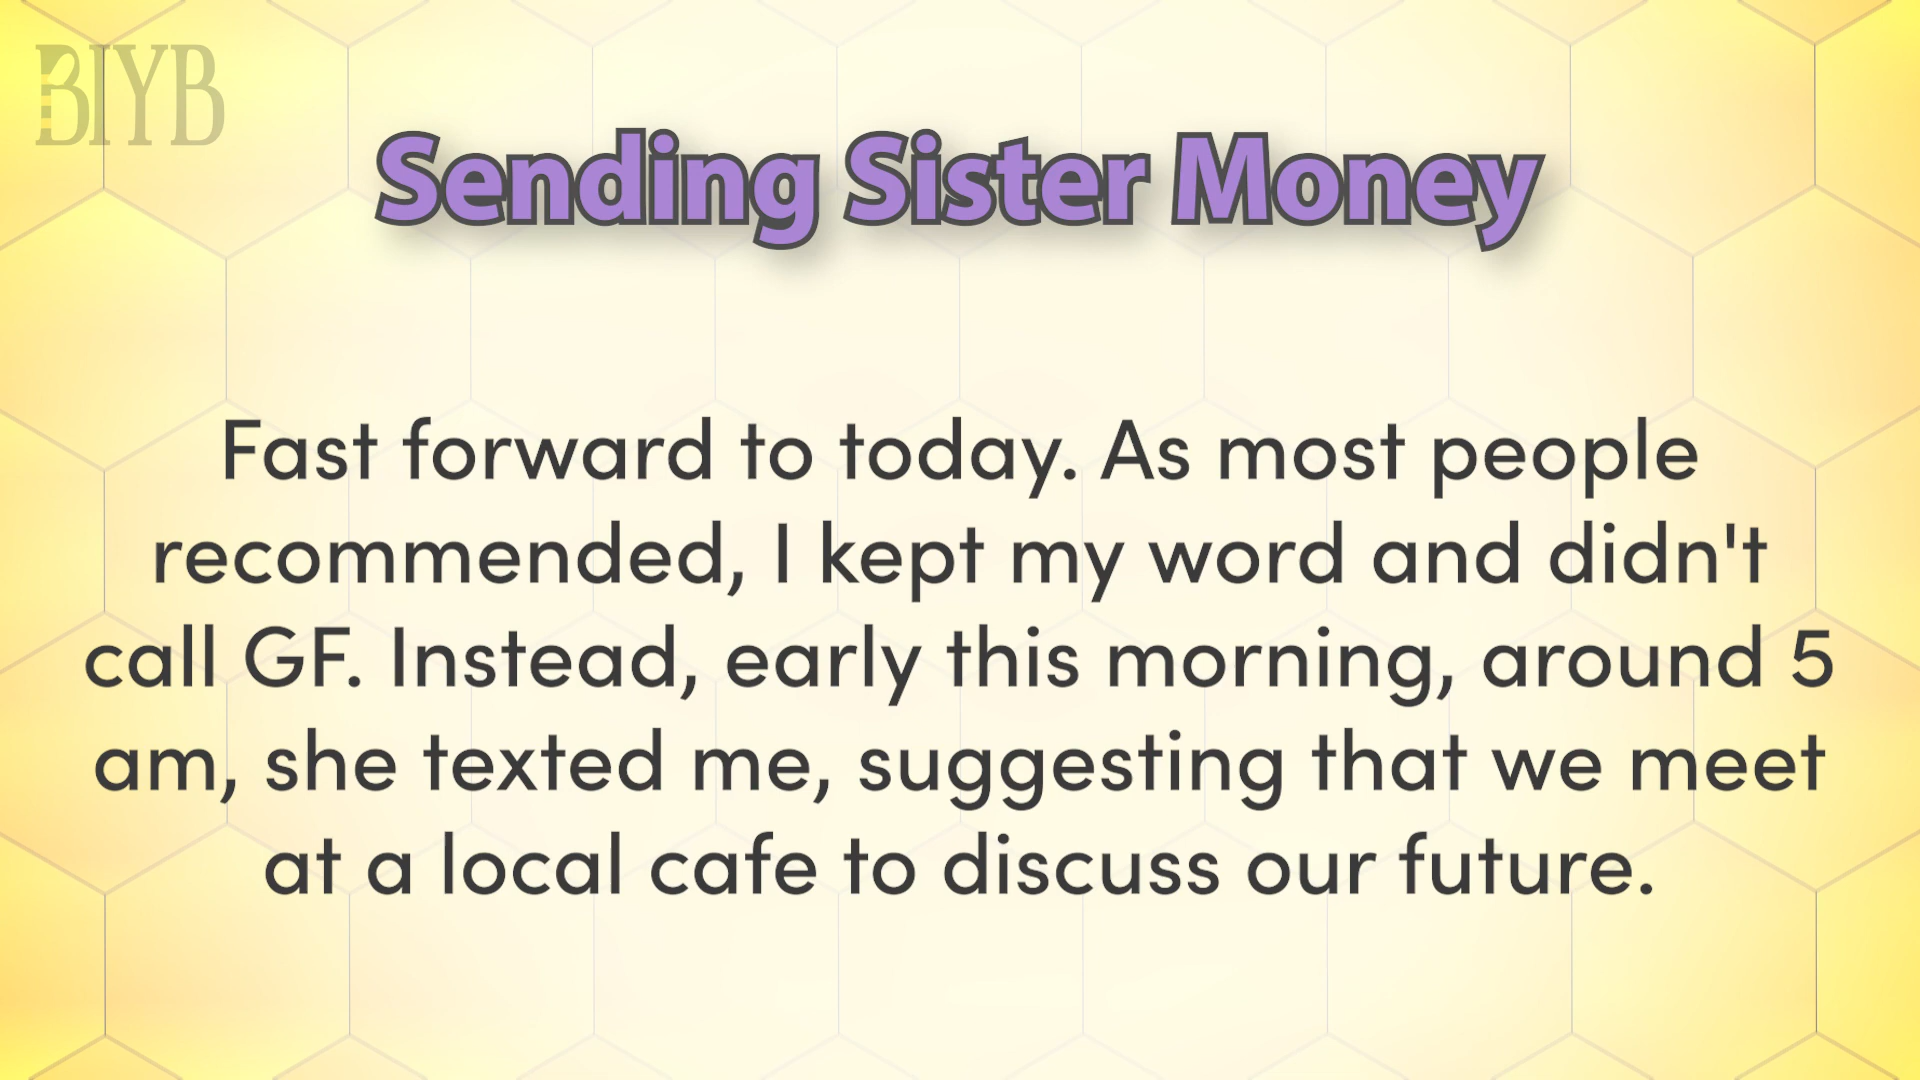 BIYB
Sending Sister Money
Fast forward to today. As most people
recommended, I kept my word and didn't
call GF. Instead, early this morning, around 5
am, she texted me, suggesting that we meet
at a local cafe to discuss our future.